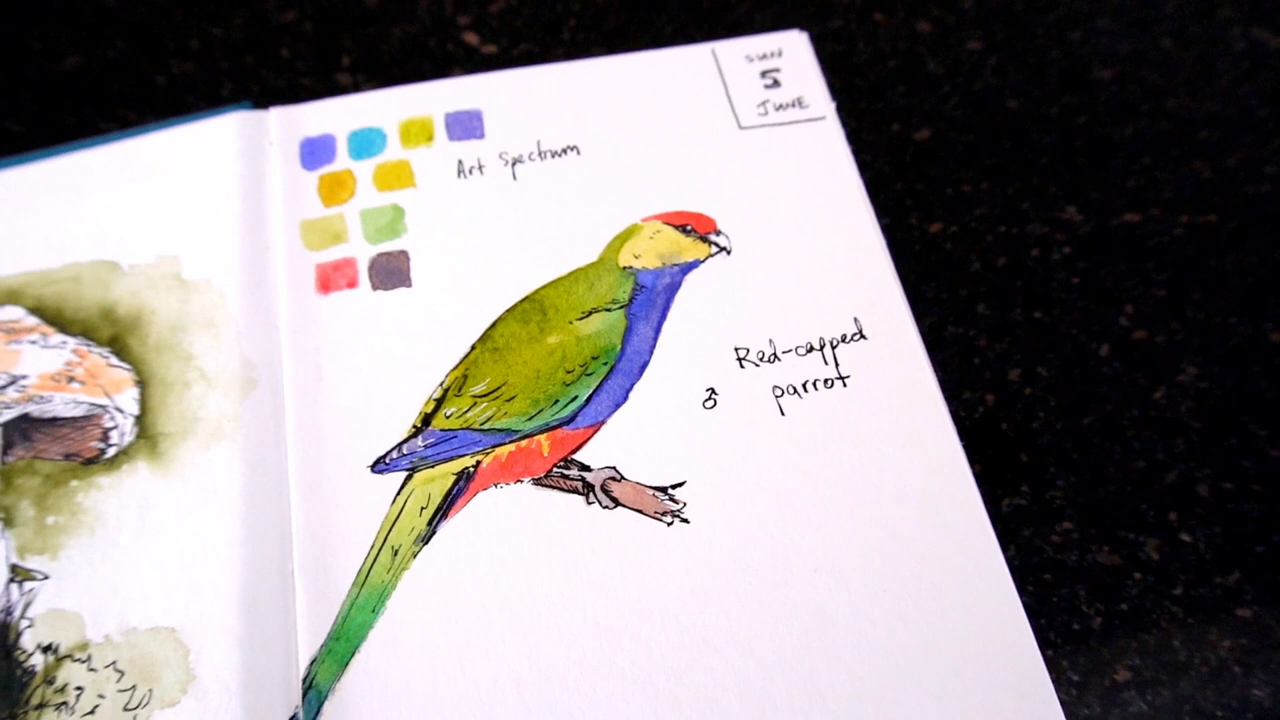 SUN
5
JUNE
Art Spectrum
Red-capped
♂ parrot